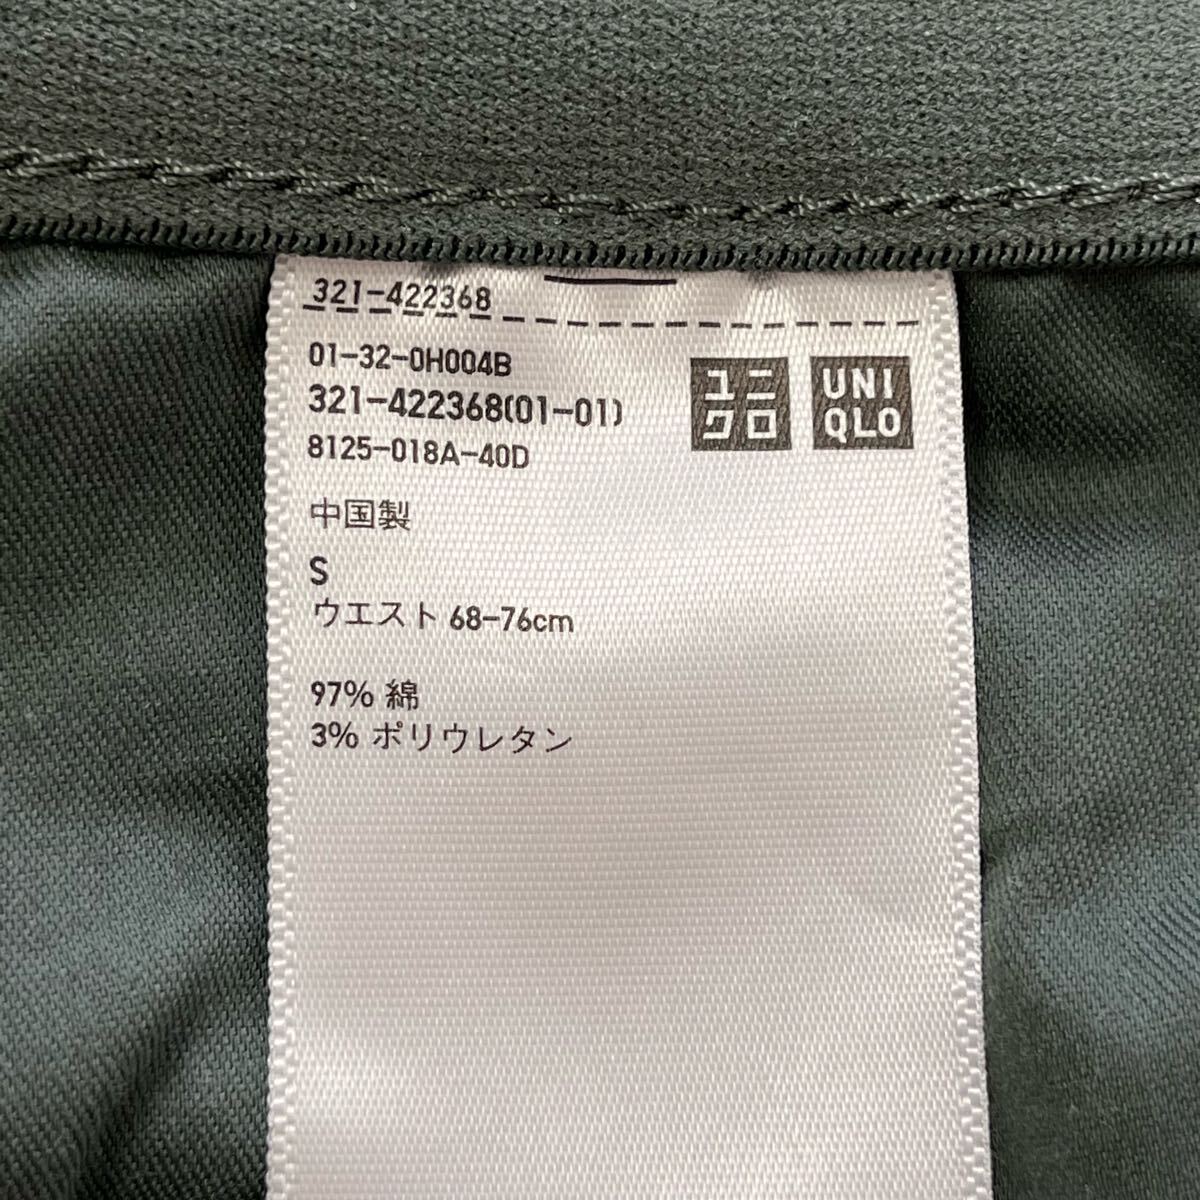 321-422368
01-32-0H004B
321-422368(01-01)
8125-018A-40D
ユニ
クロ
UNI
QLO
中国製
S
ウエスト 68-76cm
97% 綿
3% ポリウレタン